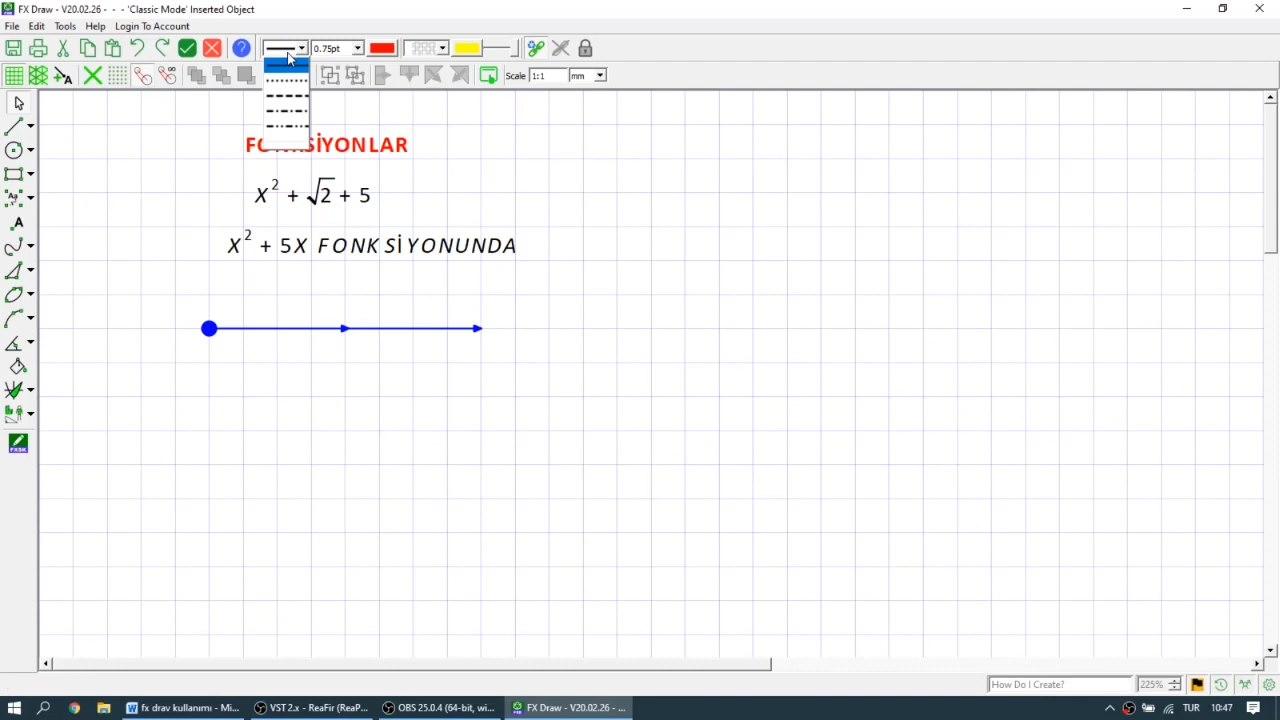 FX Draw - V20.02.26 - - - 'Classic Mode' Inserted Object
File Edit Tools Help Login To Account
0.75pt
Scale 1:1 mm
X² + √2 + 5
X² + 5X FONKSİYONUNDA
FXSK
How Do I Create? 225%
fx drav kullanımı - Mi... VST 2.x - ReaFir (ReaP... OBS 25.0.4 (64-bit, wi... FX Draw - V20.02.26 - ... TUR 10:47